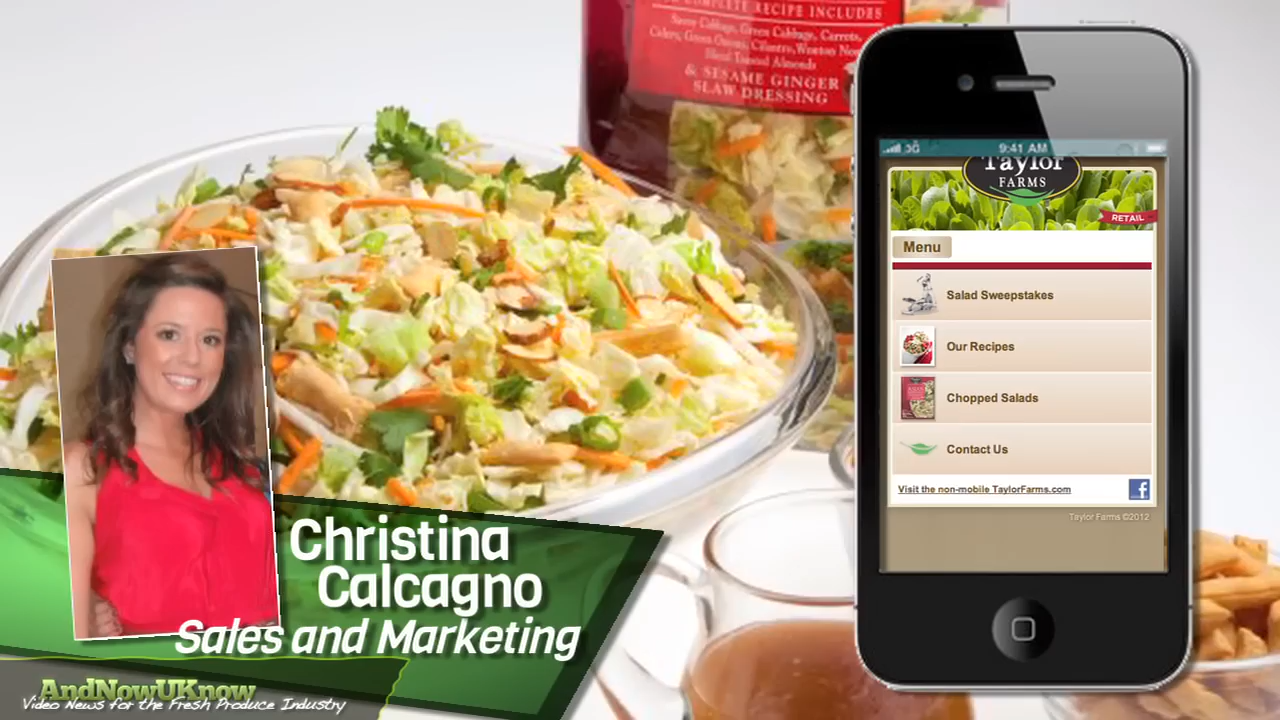 COMPLETE RECIPE INCLUDES
Savoy Cabbage, Green Cabbage, Carrots,
Celery, Green Onions, Cilantro, Wonton
Toasted Almonds
& SESAME GINGER
SLAW DRESSING
3G
9:41 AM
Taylor
FARMS
RETAIL
Menu
Salad Sweepstakes
Our Recipes
Chopped Salads
Contact Us
Visit the non-mobile TaylorFarms.com
f
Taylor Farms ©2012
Christina
Calcagno
Sales and Marketing
AndNowUKnow
Video News for the Fresh Produce Industry